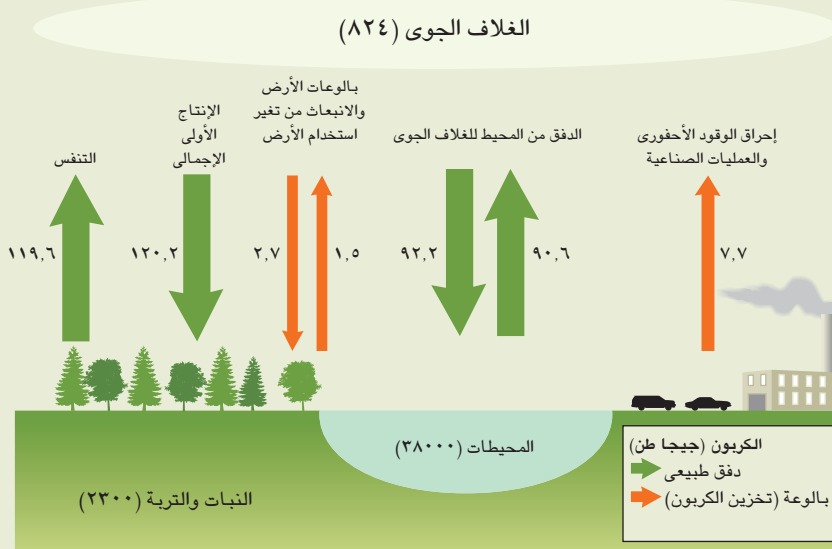 الغلاف الجوى (٨٢٤)
إحراق الوقود الأحفورى
والعمليات الصناعية
٧,٧
الدفق من المحيط للغلاف الجوى
٩٠,٦
٩٢,٢
بالوعات الأرض
والانبعاث من تغير
استخدام الأرض
١,٥
٢,٧
الإنتاج
الأولى
الإجمالى
١٢٠,٢
التنفس
١١٩,٦
المحيطات (٣٨٠٠٠)
النبات والتربة (٢٣٠٠)
الكربون (جيجا طن)
دفق طبيعى
بالوعة (تخزين الكربون)